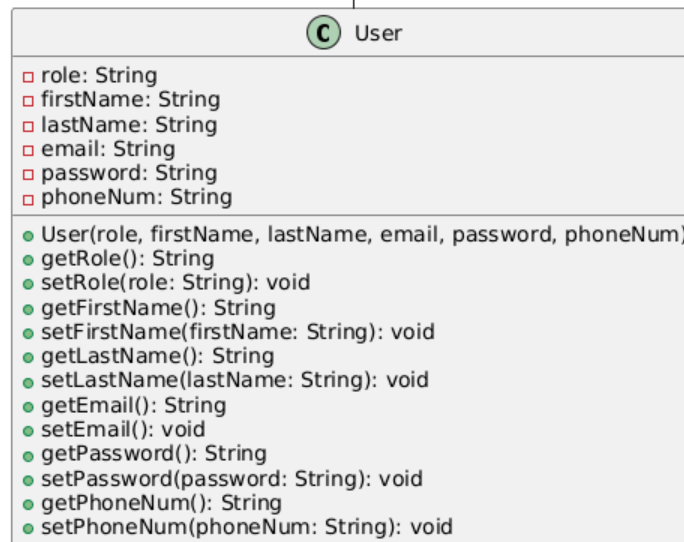 C User
role: String
firstName: String
lastName: String
email: String
password: String
phoneNum: String
User(role, firstName, lastName, email, password, phoneNum)
getRole(): String
setRole(role: String): void
getFirstName(): String
setFirstName(firstName: String): void
getLastName(): String
setLastName(lastName: String): void
getEmail(): String
setEmail(): void
getPassword(): String
setPassword(password: String): void
getPhoneNum(): String
setPhoneNum(phoneNum: String): void